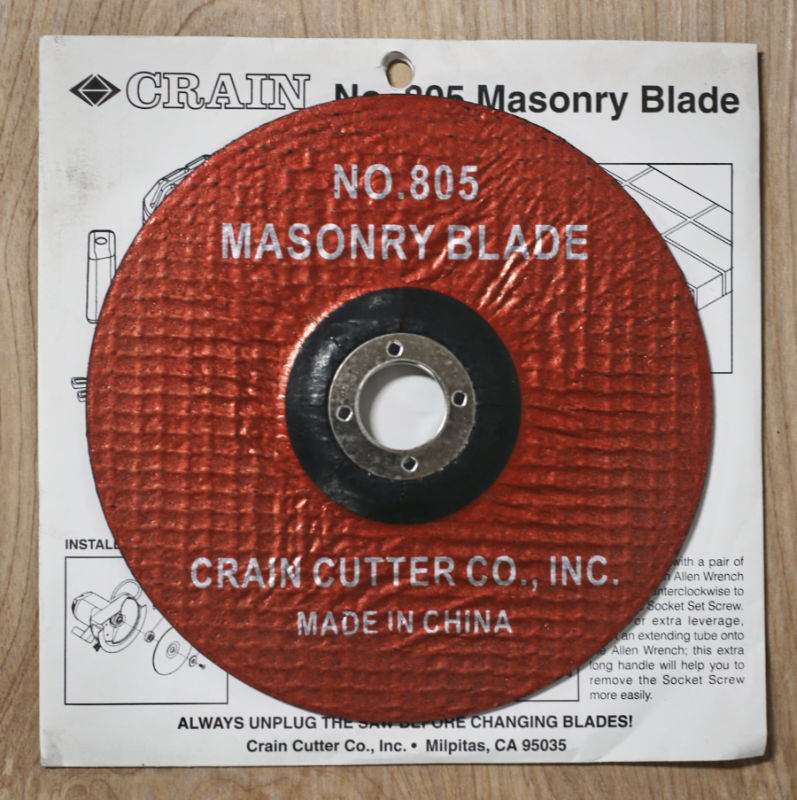 CRAIN No. 805 Masonry Blade
NO.805
MASONRY BLADE
CRAIN CUTTER CO., INC.
MADE IN CHINA
INSTALL
with a pair of
Allen Wrench
counterclockwise to
Socket Set Screw.
or extra leverage,
an extending tube onto
Allen Wrench; this extra
long handle will help you to
remove the Socket Screw
more easily.
ALWAYS UNPLUG THE SAW BEFORE CHANGING BLADES!
Crain Cutter Co., Inc. • Milpitas, CA 95035